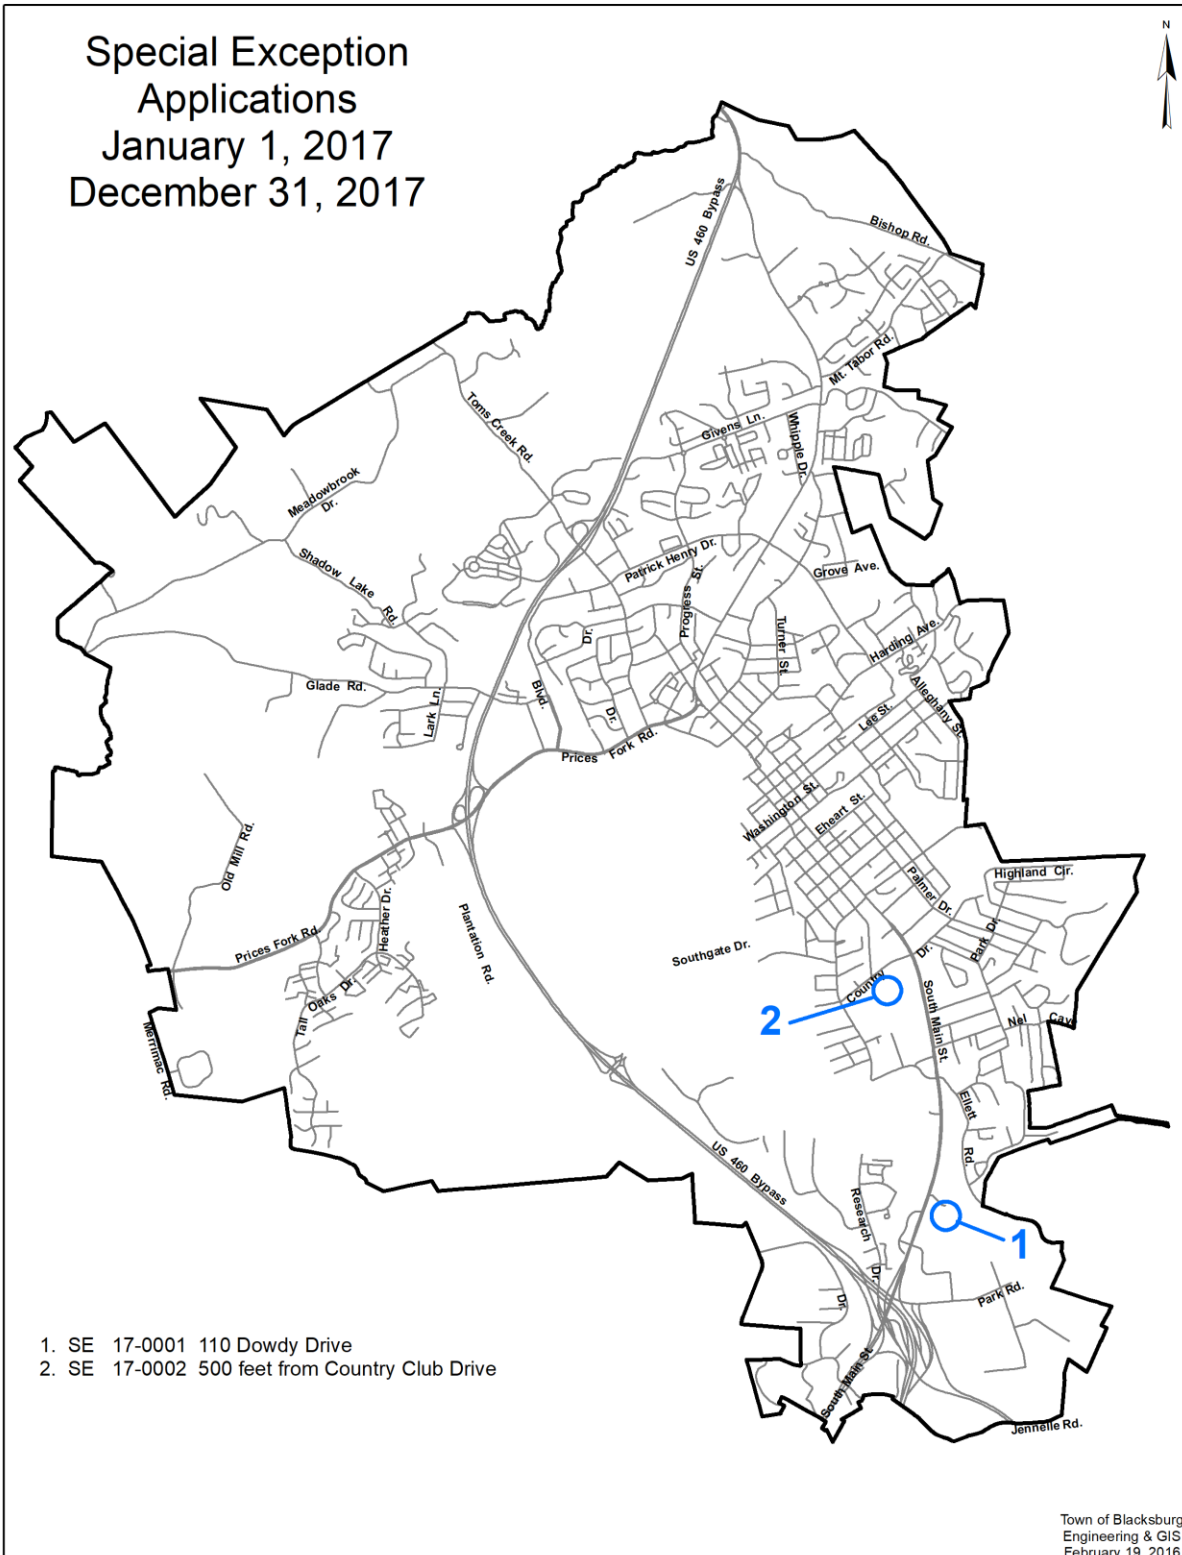 Special Exception
Applications
January 1, 2017
December 31, 2017
N
US 460 Bypass
Bishop Rd.
Mt. Tabor Rd.
Toms Creek Rd.
Givens Ln.
Whipple Dr.
Meadowbrook
Dr.
Shadow Lake Rd.
Patrick Henry Dr.
Grove Ave.
Progress St.
Turner St.
Dr.
Harding Ave.
Glade Rd.
Lark Ln.
Blvd.
Dr.
Alleghany St.
Lee St.
Prices Fork Rd.
Washington St.
Eheart St.
Old Mill Rd.
Palmer Dr.
Highland Cir.
Heather Dr.
Plantation Rd.
Prices Fork Rd.
Southgate Dr.
Park Dr.
Country Dr.
Tall Oaks Dr.
South Main St.
Nel Cave
2
Merrimac Rd.
Ellett Rd.
US 460 Bypass
Research Dr.
1
Park Rd.
Dr.
South Main St.
Jennelle Rd.
1. SE 17-0001 110 Dowdy Drive
2. SE 17-0002 500 feet from Country Club Drive
Town of Blacksburg
Engineering & GIS
February 19, 2016